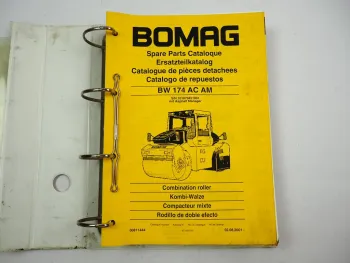 BOMAG
Spare Parts Catalogue
Ersatzteilkatalog
Catalogue de pièces detachees
Catalogo de repuestos
BW 174 AC AM
Combination roller
Kombi-Walze
Compacteur mixte
Rodillo de doble efecto